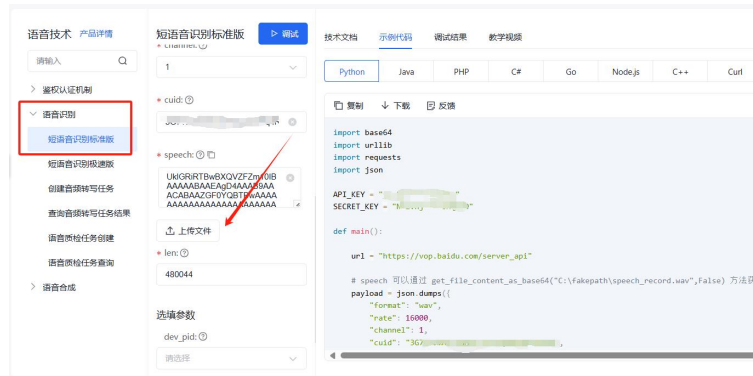 语音技术 产品详情
请输入
鉴权认证机制
语音识别
短语音识别标准版
短语音识别极速版
创建音频转写任务
查询音频转写任务结果
语音质检任务创建
语音质检任务查询
语音合成
短语音识别标准版 调试
* channel:
1
* cuid:
* speech:
UklGRiRTBwBXQVZFZm10IB
AAAAABAAEAgD4AAAB9AA
ACABAAZGF0YQBTBwAAAA
AAAAAAAAAAAAAAAAAAAAAA
上传文件
* len:
480044
选填参数
dev_pid:
请选择
技术文档 示例代码 调试结果 教学视频
Python Java PHP C# Go Node.js C++ Curl
复制 下载 反馈
import base64
import urllib
import requests
import json
API_KEY = "
SECRET_KEY = "
def main():
url = "https://vop.baidu.com/server_api"
# speech 可以通过 get_file_content_as_base64("C:\fakepath\speech_record.wav",False) 方法获
payload = json.dumps({
"format": "wav",
"rate": 16000,
"channel": 1,
"cuid": "3G7